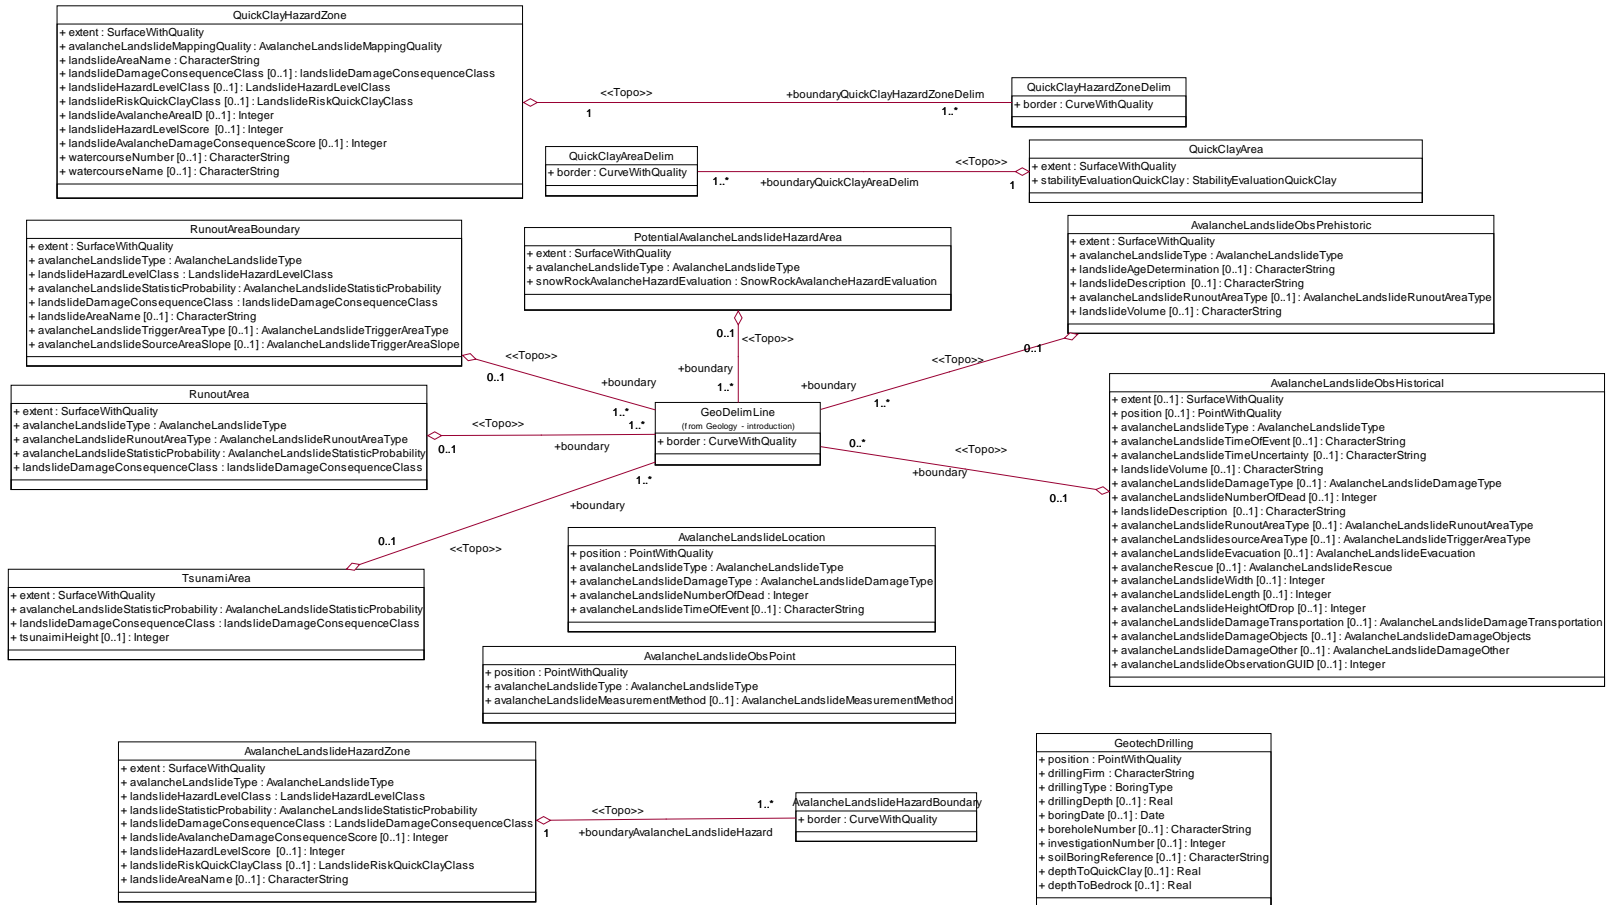 QuickClayHazardZone
+ extent : SurfaceWithQuality
+ avalancheLandslideMappingQuality : AvalancheLandslideMappingQuality
+ landslideAreaName : CharacterString
+ landslideDamageConsequenceClass [0..1] : landslideDamageConsequenceClass
+ landslideHazardLevelClass [0..1] : LandslideHazardLevelClass
+ landslideRiskQuickClayClass [0..1] : LandslideRiskQuickClayClass
+ landslideAvalancheAreaID [0..1] : Integer
+ landslideHazardLevelScore [0..1] : Integer
+ landslideAvalancheDamageConsequenceScore [0..1] : Integer
+ watercourseNumber [0..1] : CharacterString
+ watercourseName [0..1] : CharacterString
<<Topo>>
1
+boundaryQuickClayHazardZoneDelim
1..*
QuickClayHazardZoneDelim
+ border : CurveWithQuality
QuickClayAreaDelim
+ border : CurveWithQuality
1..*
+boundaryQuickClayAreaDelim
<<Topo>>
1
QuickClayArea
+ extent : SurfaceWithQuality
+ stabilityEvaluationQuickClay : StabilityEvaluationQuickClay
RunoutAreaBoundary
+ extent : SurfaceWithQuality
+ avalancheLandslideType : AvalancheLandslideType
+ landslideHazardLevelClass : LandslideHazardLevelClass
+ avalancheLandslideStatisticProbability : AvalancheLandslideStatisticProbability
+ landslideDamageConsequenceClass : landslideDamageConsequenceClass
+ landslideAreaName [0..1] : CharacterString
+ avalancheLandslideTriggerAreaType [0..1] : AvalancheLandslideTriggerAreaType
+ avalancheLandslideSourceAreaSlope [0..1] : AvalancheLandslideTriggerAreaSlope
<<Topo>>
0..1
+boundary
1..*
PotentialAvalancheLandslideHazardArea
+ extent : SurfaceWithQuality
+ avalancheLandslideType : AvalancheLandslideType
+ snowRockAvalancheHazardEvaluation : SnowRockAvalancheHazardEvaluation
0..1
<<Topo>>
+boundary
1..*
AvalancheLandslideObsPrehistoric
+ extent : SurfaceWithQuality
+ avalancheLandslideType : AvalancheLandslideType
+ landslideAgeDetermination [0..1] : CharacterString
+ landslideDescription [0..1] : CharacterString
+ avalancheLandslideRunoutAreaType [0..1] : AvalancheLandslideRunoutAreaType
+ landslideVolume [0..1] : CharacterString
0..1
<<Topo>>
+boundary
1..*
RunoutArea
+ extent : SurfaceWithQuality
+ avalancheLandslideType : AvalancheLandslideType
+ avalancheLandslideRunoutAreaType : AvalancheLandslideRunoutAreaType
+ avalancheLandslideStatisticProbability : AvalancheLandslideStatisticProbability
+ landslideDamageConsequenceClass : landslideDamageConsequenceClass
<<Topo>>
0..1
+boundary
1..*
GeoDelimLine
(from Geology - introduction)
+ border : CurveWithQuality
0..*
<<Topo>>
+boundary
0..1
AvalancheLandslideObsHistorical
+ extent [0..1] : SurfaceWithQuality
+ position [0..1] : PointWithQuality
+ avalancheLandslideType : AvalancheLandslideType
+ avalancheLandslideTimeOfEvent [0..1] : CharacterString
+ avalancheLandslideTimeUncertainty [0..1] : CharacterString
+ landslideVolume [0..1] : CharacterString
+ avalancheLandslideDamageType [0..1] : AvalancheLandslideDamageType
+ avalancheLandslideNumberOfDead [0..1] : Integer
+ landslideDescription [0..1] : CharacterString
+ avalancheLandslideRunoutAreaType [0..1] : AvalancheLandslideRunoutAreaType
+ avalancheLandslidesourceAreaType [0..1] : AvalancheLandslideTriggerAreaType
+ avalancheLandslideEvacuation [0..1] : AvalancheLandslideEvacuation
+ avalancheRescue [0..1] : AvalancheLandslideRescue
+ avalancheLandslideWidth [0..1] : Integer
+ avalancheLandslideLength [0..1] : Integer
+ avalancheLandslideHeightOfDrop [0..1] : Integer
+ avalancheLandslideDamageTransportation [0..1] : AvalancheLandslideDamageTransportation
+ avalancheLandslideDamageObjects [0..1] : AvalancheLandslideDamageObjects
+ avalancheLandslideDamageOther [0..1] : AvalancheLandslideDamageOther
+ avalancheLandslideObservationGUID [0..1] : Integer
1..*
+boundary
0..1
<<Topo>>
TsunamiArea
+ extent : SurfaceWithQuality
+ avalancheLandslideStatisticProbability : AvalancheLandslideStatisticProbability
+ landslideDamageConsequenceClass : landslideDamageConsequenceClass
+ tsunaimiHeight [0..1] : Integer
AvalancheLandslideLocation
+ position : PointWithQuality
+ avalancheLandslideType : AvalancheLandslideType
+ avalancheLandslideDamageType : AvalancheLandslideDamageType
+ avalancheLandslideNumberOfDead : Integer
+ avalancheLandslideTimeOfEvent [0..1] : CharacterString
AvalancheLandslideObsPoint
+ position : PointWithQuality
+ avalancheLandslideType : AvalancheLandslideType
+ avalancheLandslideMeasurementMethod [0..1] : AvalancheLandslideMeasurementMethod
AvalancheLandslideHazardZone
+ extent : SurfaceWithQuality
+ avalancheLandslideType : AvalancheLandslideType
+ landslideHazardLevelClass : LandslideHazardLevelClass
+ landslideStatisticProbability : AvalancheLandslideStatisticProbability
+ landslideDamageConsequenceClass : LandslideDamageConsequenceClass
+ landslideAvalancheDamageConsequenceScore [0..1] : Integer
+ landslideHazardLevelScore [0..1] : Integer
+ landslideRiskQuickClayClass [0..1] : LandslideRiskQuickClayClass
+ landslideAreaName [0..1] : CharacterString
<<Topo>>
1
+boundaryAvalancheLandslideHazard
1..*
AvalancheLandslideHazardBoundary
+ border : CurveWithQuality
GeotechDrilling
+ position : PointWithQuality
+ drillingFirm : CharacterString
+ drillingType : BoringType
+ drillingDepth [0..1] : Real
+ boringDate [0..1] : Date
+ boreholeNumber [0..1] : CharacterString
+ investigationNumber [0..1] : Integer
+ soilBoringReference [0..1] : CharacterString
+ depthToQuickClay [0..1] : Real
+ depthToBedrock [0..1] : Real